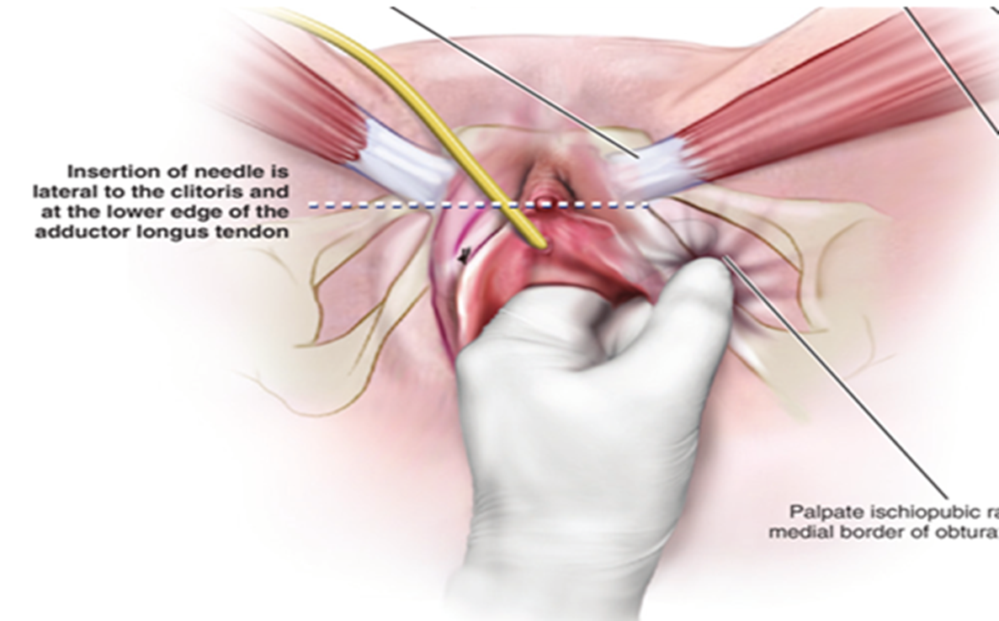 Insertion of needle is
lateral to the clitoris and
at the lower edge of the
adductor longus tendon
Palpate ischiopubic
medial border of